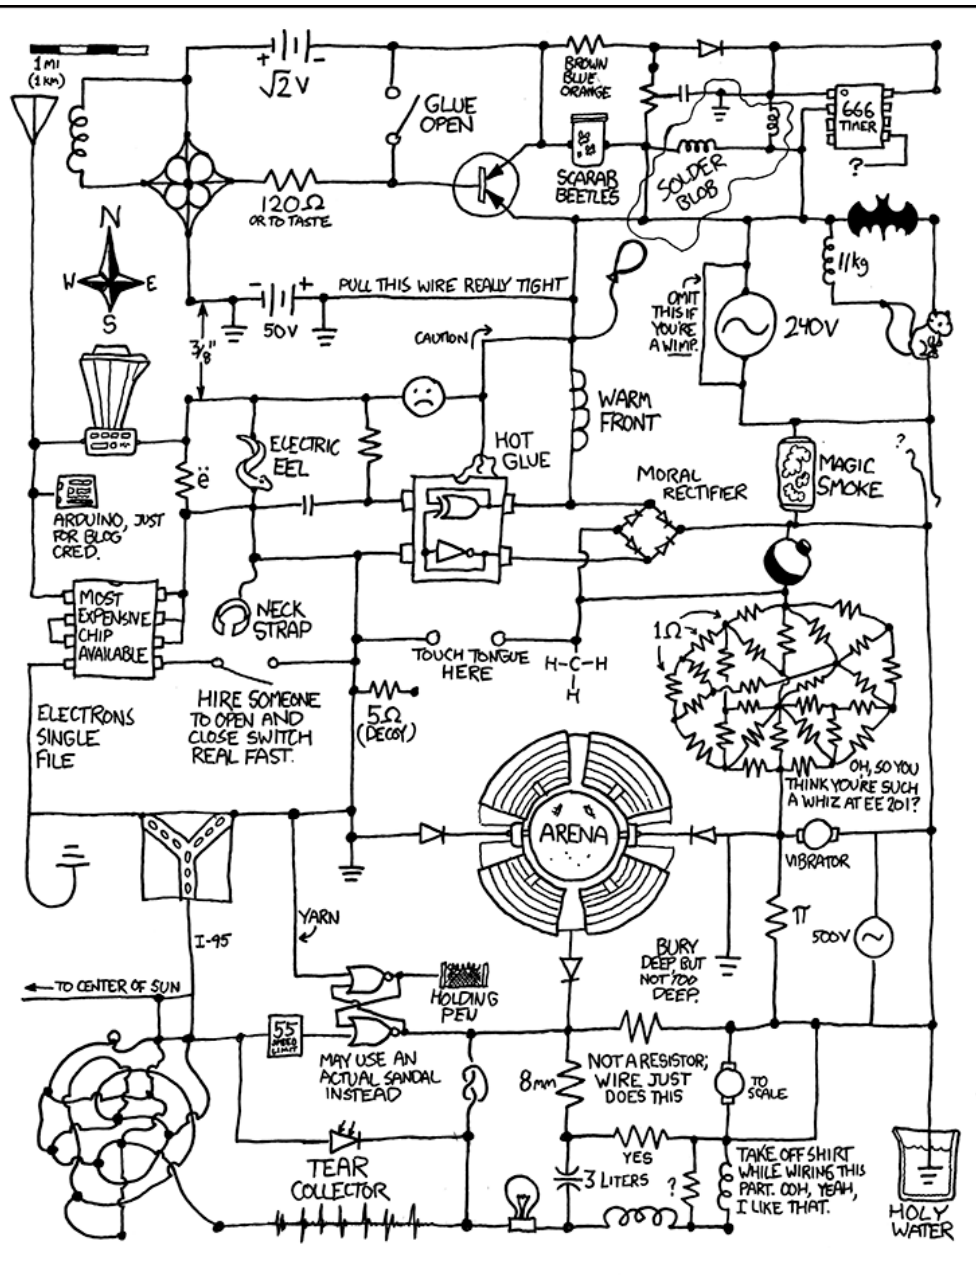 1 MI
(1 KM)
+ -
√2 V
GLUE
OPEN
BROWN
BLUE
ORANGE
666
TIMER
?
SCARAB
BEETLES
SOLDER
BLOB
120Ω
OR TO TASTE
N
W E
S
- +
50V
PULL THIS WIRE REALLY TIGHT
3/8"
CAUTION
OMIT
THIS IF
YOU'RE
A WIMP.
240V
11/kg
ELECTRIC
EEL
ë
HOT
GLUE
WARM
FRONT
MORAL
RECTIFIER
MAGIC
SMOKE
?
ARDUINO, JUST
FOR BLOG
CRED.
MOST
EXPENSIVE
CHIP
AVAILABLE
NECK
STRAP
TOUCH TONGUE
HERE
H-C-H
H
1Ω
ELECTRONS
SINGLE
FILE
HIRE SOMEONE
TO OPEN AND
CLOSE SWITCH
REAL FAST.
5Ω
(DECOY)
OH, SO YOU
THINK YOU'RE SUCH
A WHIZ AT EE 201?
ARENA
VIBRATOR
I-95
YARN
π
500V
BURY
DEEP, BUT
NOT TOO
DEEP.
TO CENTER OF SUN
HOLDING
PEN
55
SPEED
LIMIT
MAY USE AN
ACTUAL SANDAL
INSTEAD
8mm
NOT A RESISTOR;
WIRE JUST
DOES THIS
TO
SCALE
TEAR
COLLECTOR
YES
3 LITERS
?
TAKE OFF SHIRT
WHILE WIRING THIS
PART. OOH, YEAH,
I LIKE THAT.
HOLY
WATER